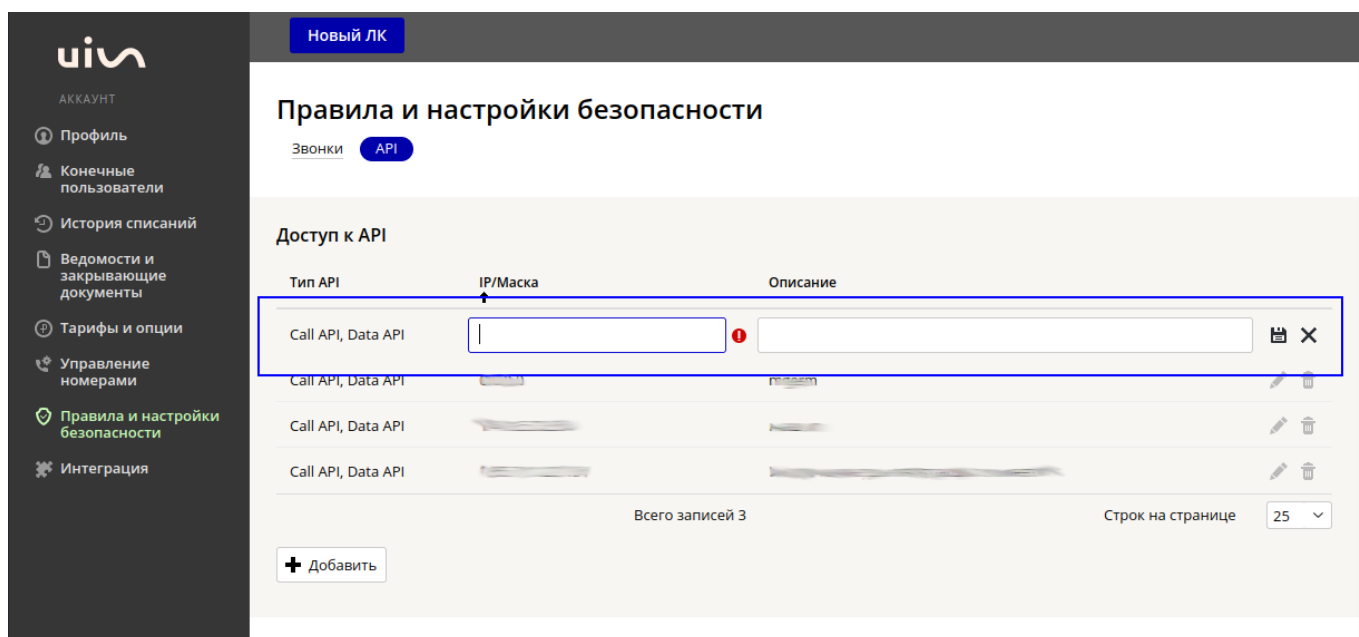 uis
Новый ЛК
АККАУНТ
Профиль
Конечные
пользователи
История списаний
Ведомости и
закрывающие
документы
Тарифы и опции
Управление
номерами
Правила и настройки
безопасности
Интеграция
Правила и настройки безопасности
Звонки API
Доступ к API
Тип API IP/Маска Описание
Call API, Data API
Call API, Data API
Call API, Data API
Call API, Data API
Всего записей 3 Строк на странице 25
Добавить